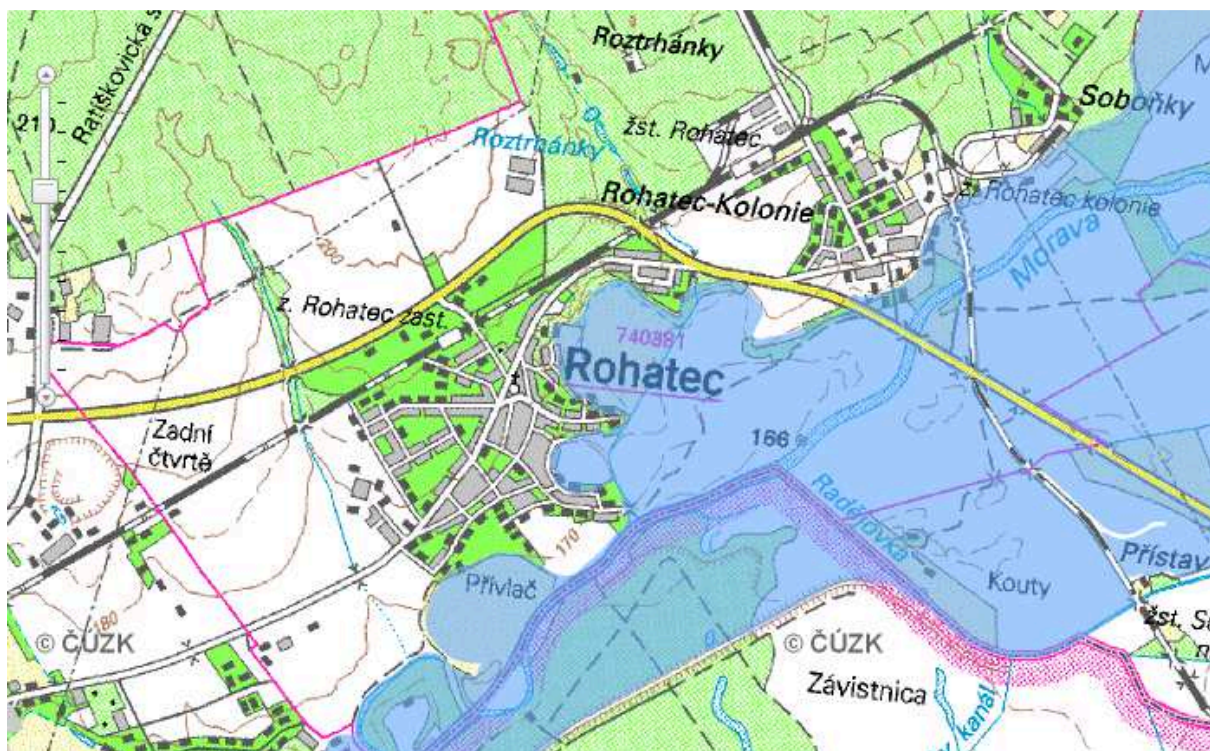 Ratíškovická s
210
Roztrhánky
Soboňky
žst. Rohatec
Roztrhánky
Rohatec-Kolonie
z. Rohatec kolonie
Morava
200
z. Rohatec zast.
740381
Rohatec
Zadní
čtvrtě
166
Radějovka
170
Přívlač
Kouty
Přístav
180
© ČÚZK
© ČÚZK
žst. Su
Závistnica
kanál